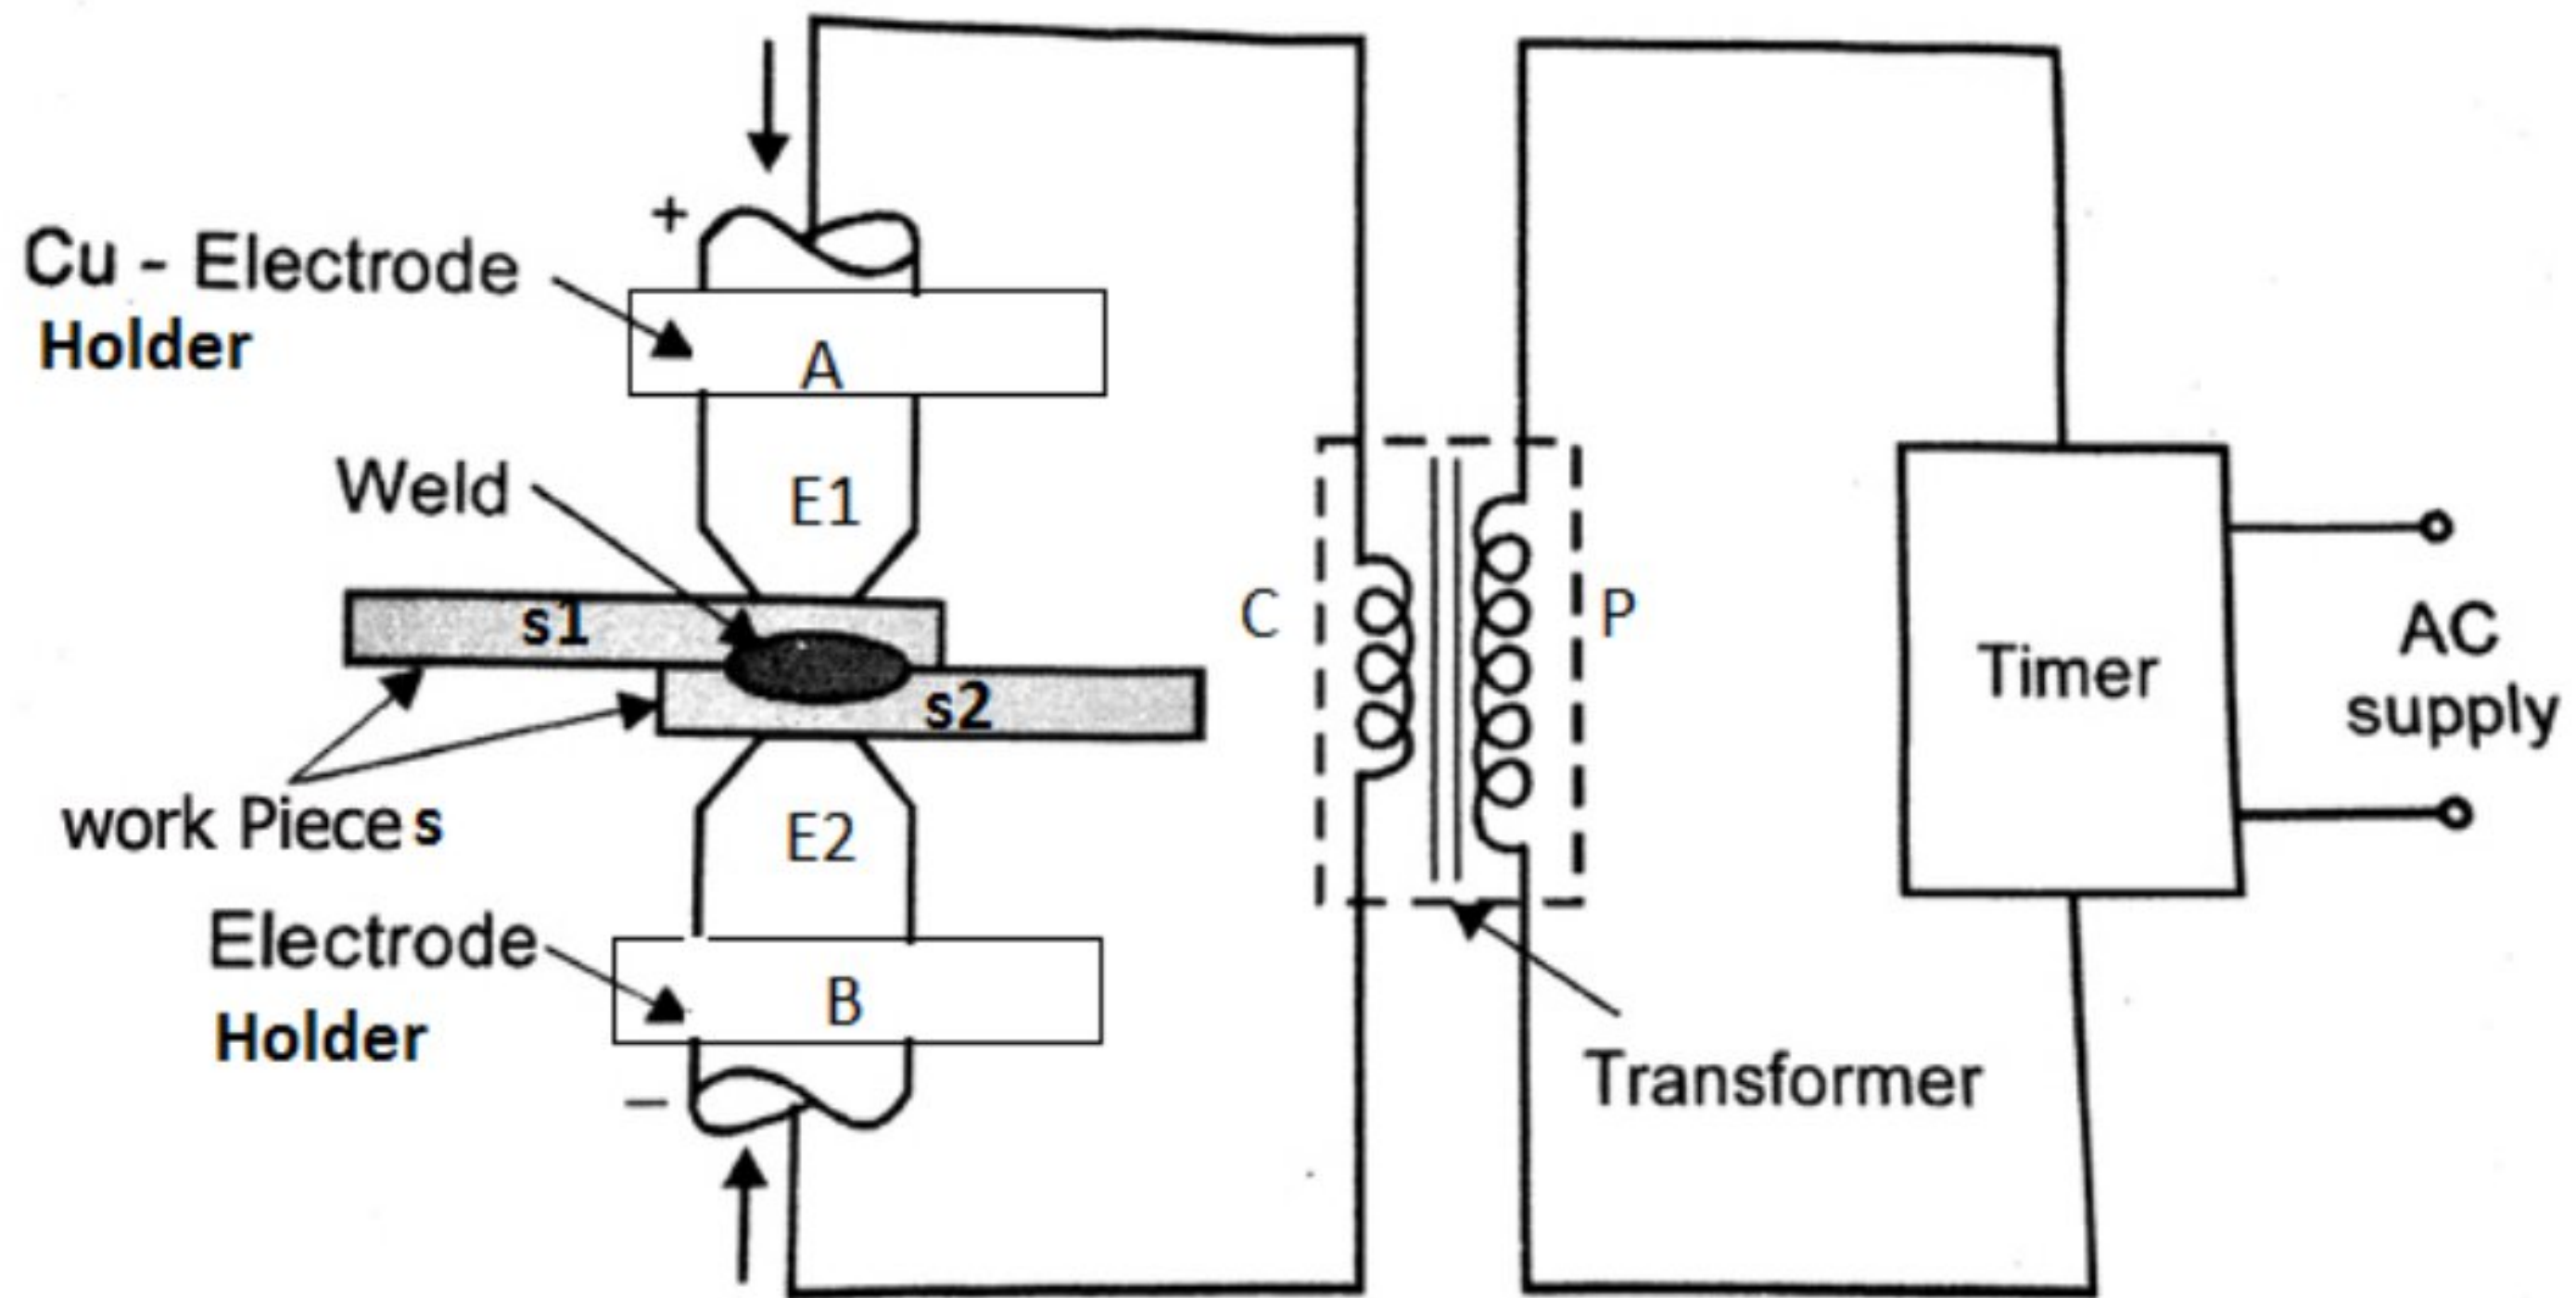 +
Cu - Electrode
Holder
A
Weld
E1
s1
s2
work Pieces
E2
Electrode
Holder
B
−
C
P
Transformer
Timer
AC
supply